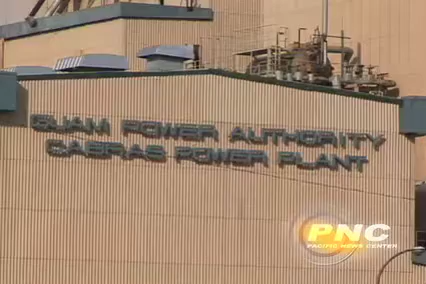 GUAM POWER AUTHORITY
CABRAS POWER PLANT
PNC
PACIFIC NEWS CENTER